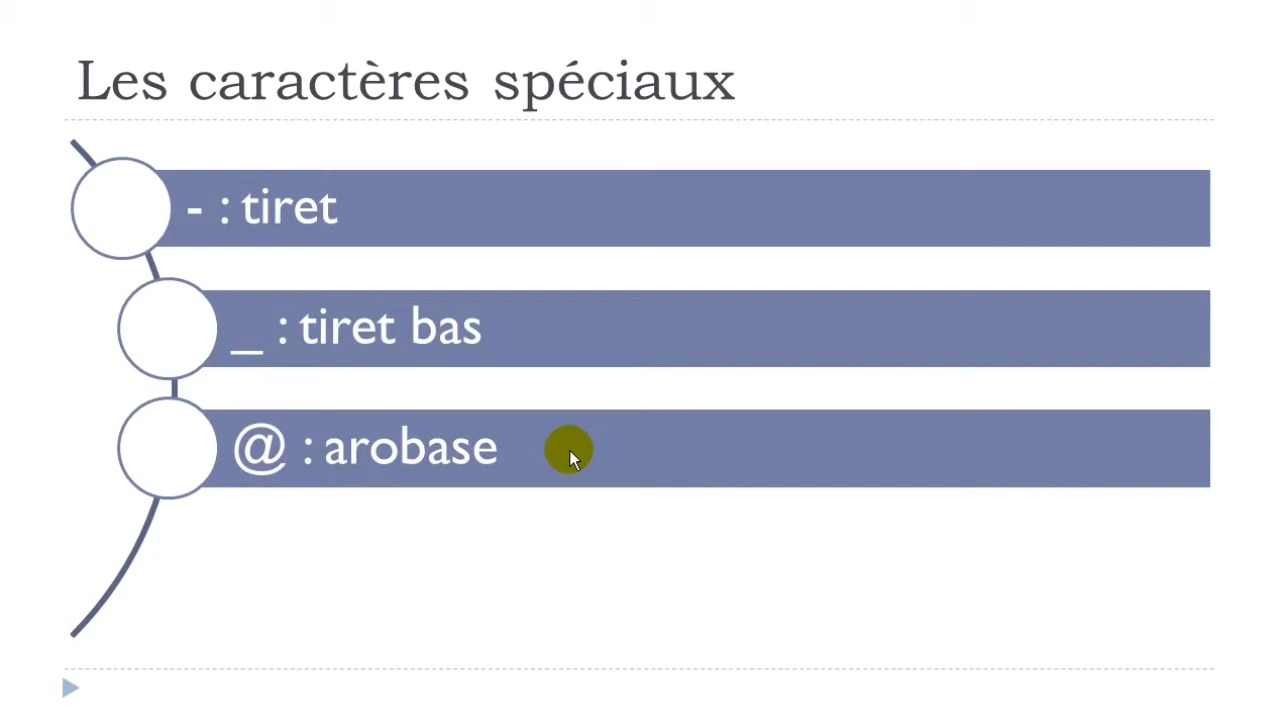 Les caractères spéciaux
- : tiret
_ : tiret bas
@ : arobase